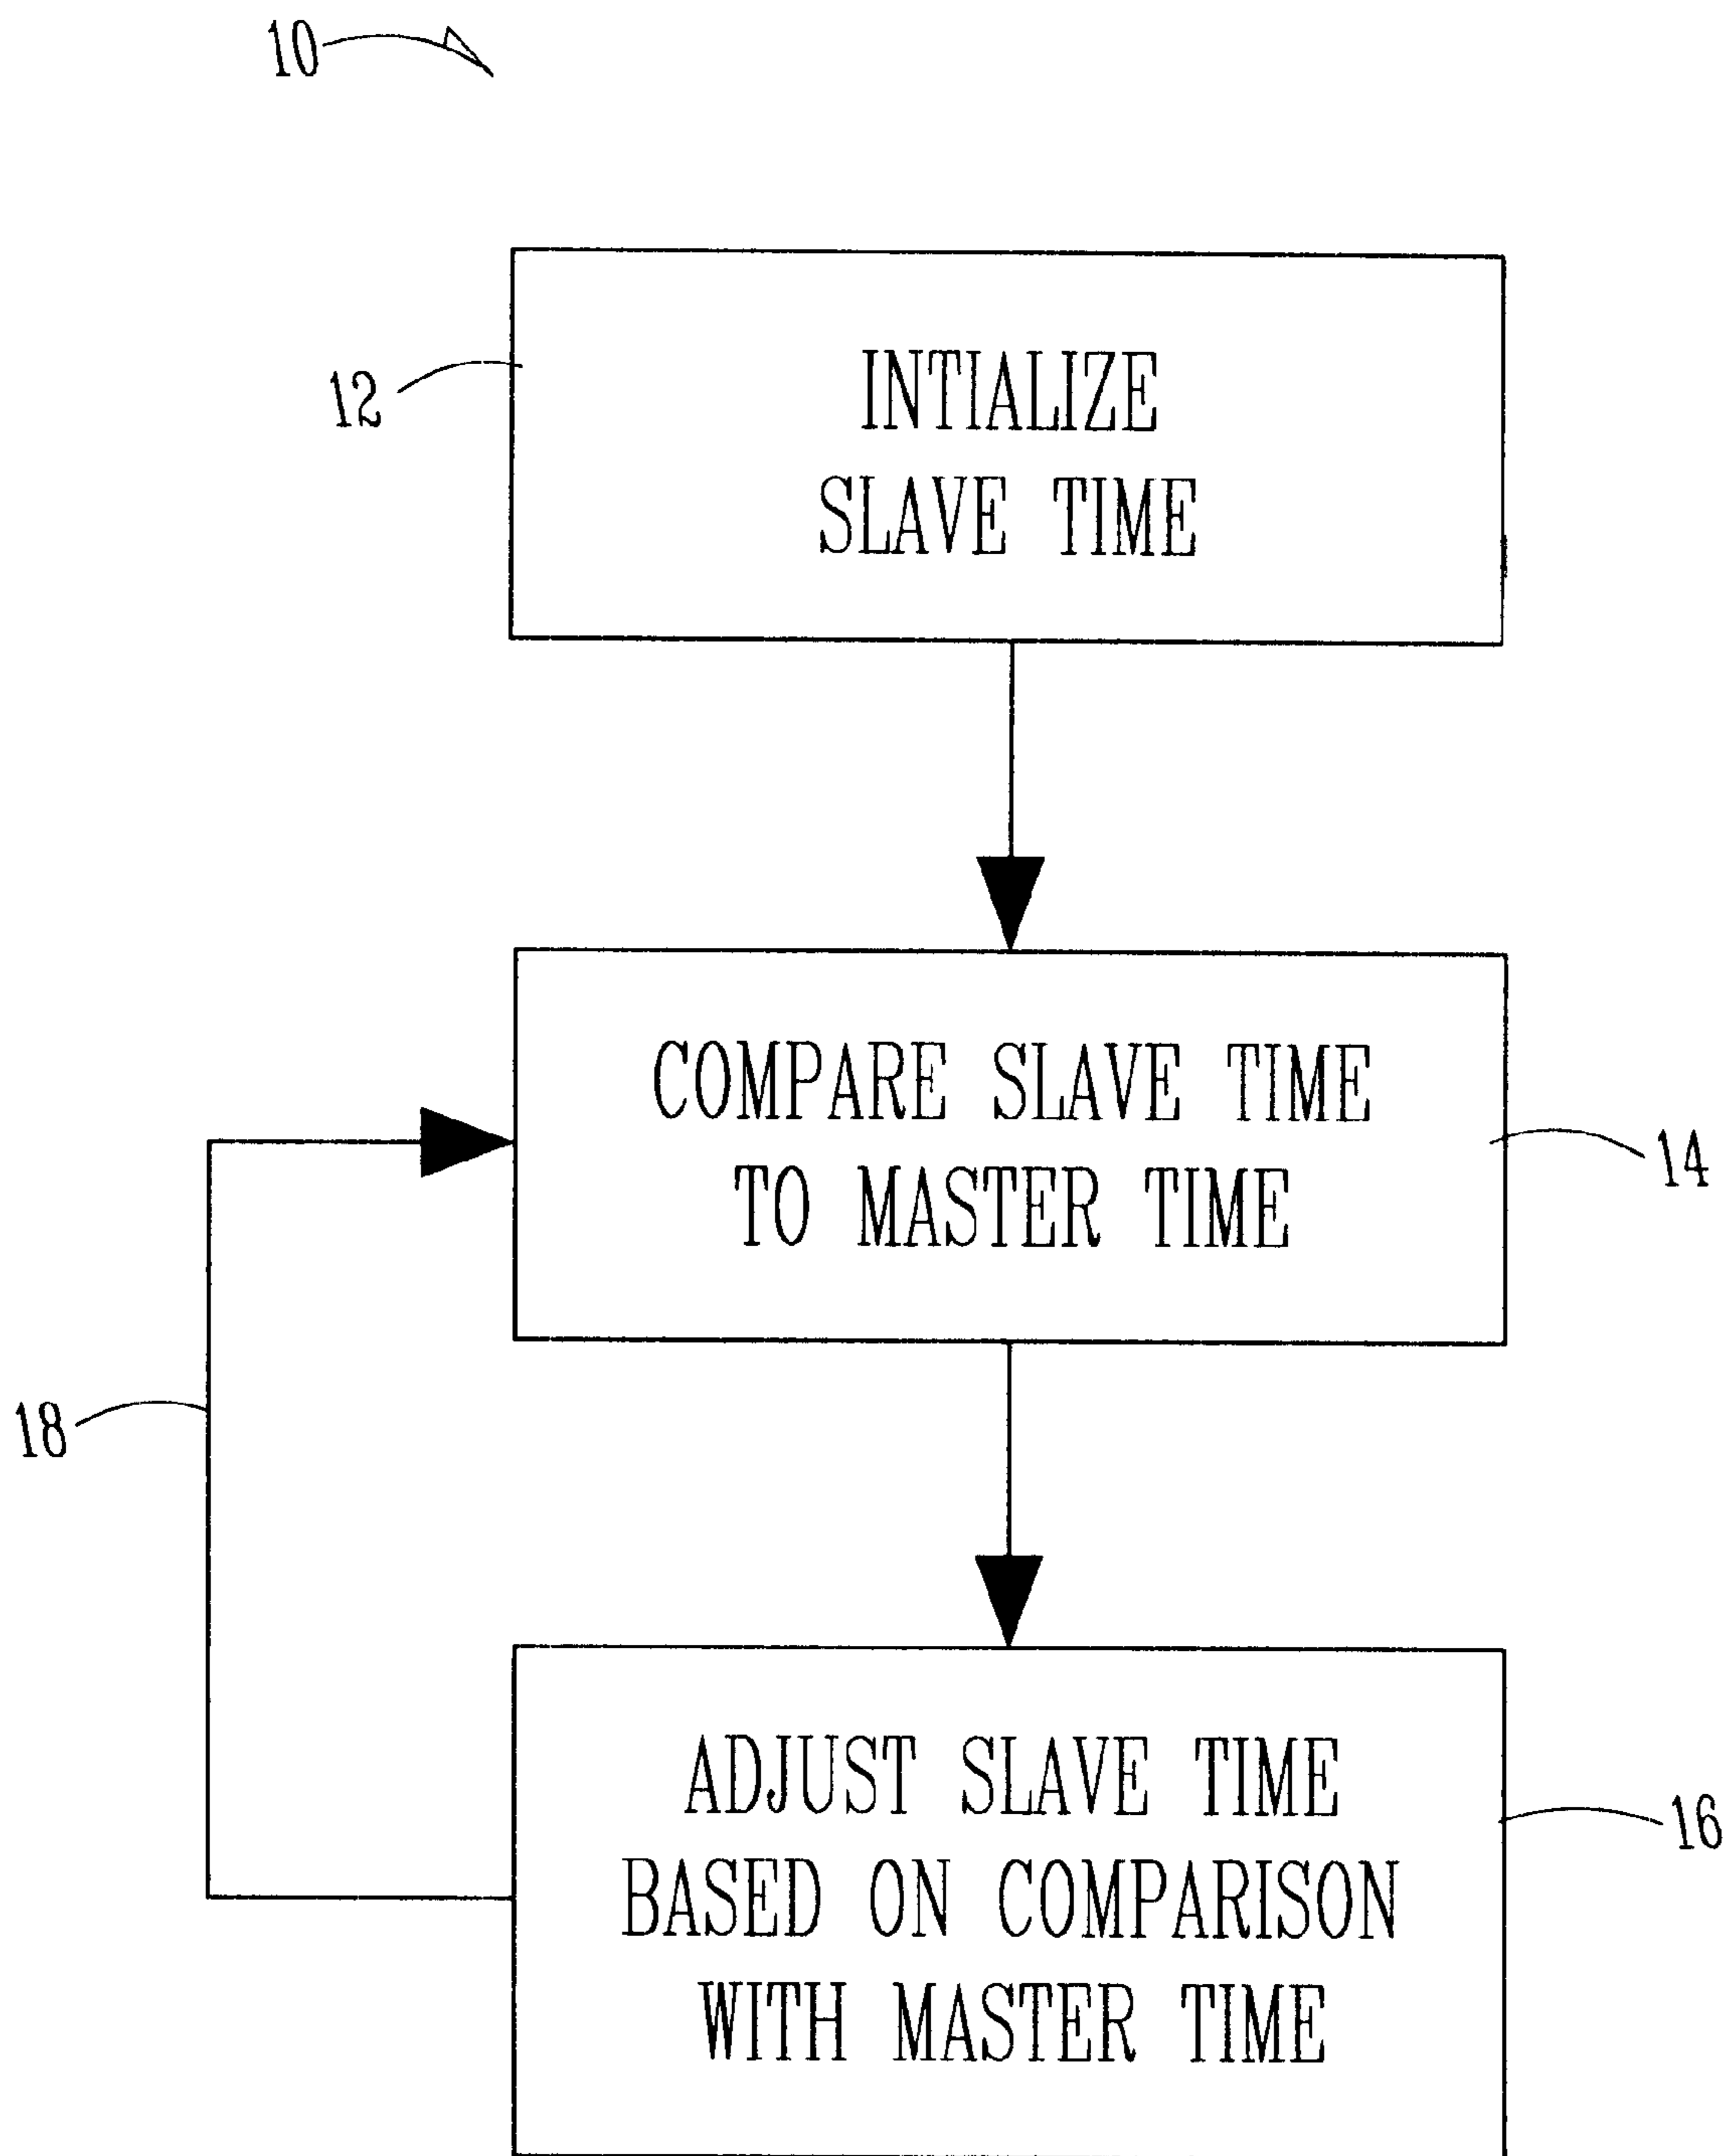 10
12
INTIALIZE
SLAVE TIME
COMPARE SLAVE TIME
TO MASTER TIME
14
18
ADJUST SLAVE TIME
BASED ON COMPARISON
WITH MASTER TIME
16